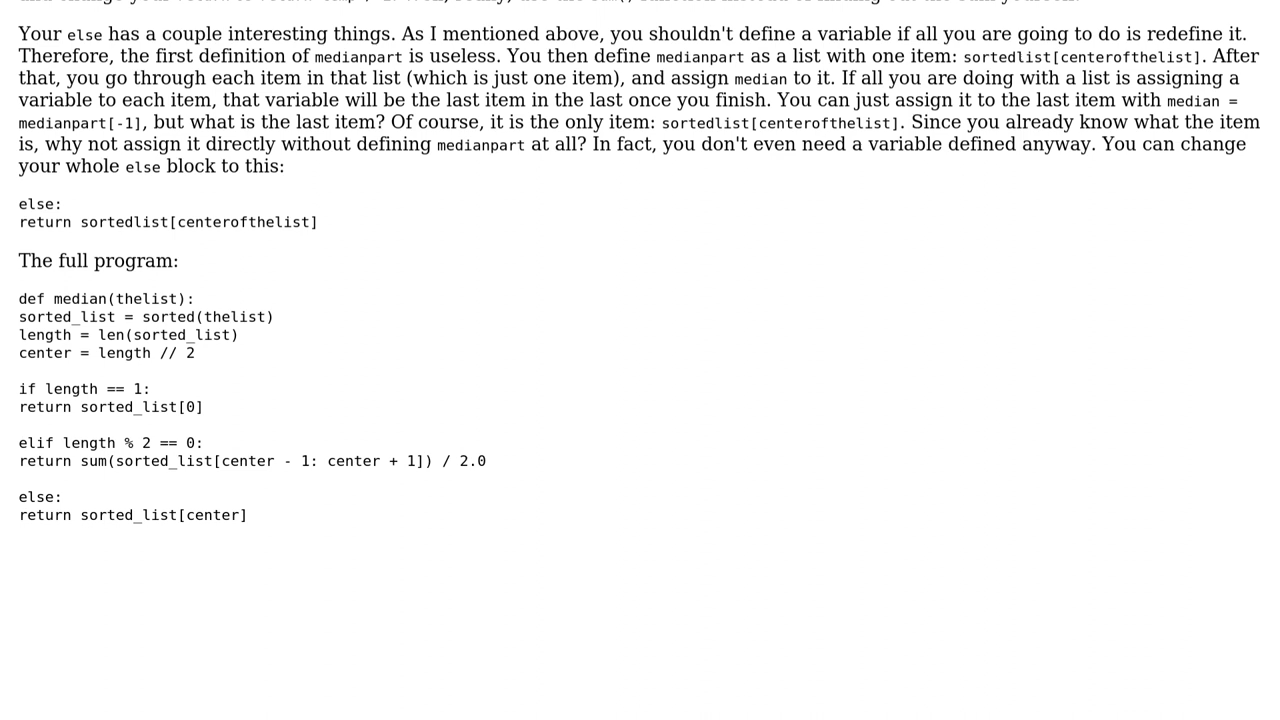 Your else has a couple interesting things. As I mentioned above, you shouldn't define a variable if all you are going to do is redefine it.
Therefore, the first definition of medianpart is useless. You then define medianpart as a list with one item: sortedlist[centerofthelist]. After
that, you go through each item in that list (which is just one item), and assign median to it. If all you are doing with a list is assigning a
variable to each item, that variable will be the last item in the last once you finish. You can just assign it to the last item with median =
medianpart[-1], but what is the last item? Of course, it is the only item: sortedlist[centerofthelist]. Since you already know what the item
is, why not assign it directly without defining medianpart at all? In fact, you don't even need a variable defined anyway. You can change
your whole else block to this:
else:
return sortedlist[centerofthelist]
The full program:
def median(thelist):
sorted_list = sorted(thelist)
length = len(sorted_list)
center = length // 2
if length == 1:
return sorted_list[0]
elif length % 2 == 0:
return sum(sorted_list[center - 1: center + 1]) / 2.0
else:
return sorted_list[center]